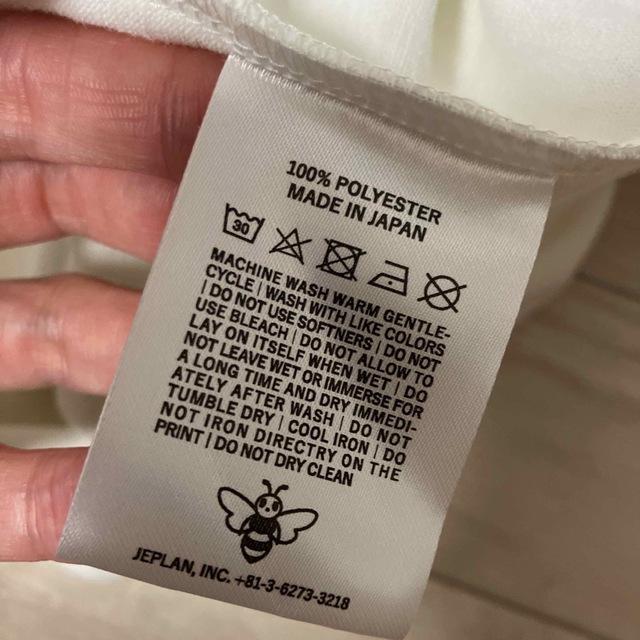 100% POLYESTER
MADE IN JAPAN
30
MACHINE WASH WARM GENTLE-
CYCLE | WASH WITH LIKE COLORS
| DO NOT USE SOFTNERS | DO NOT
USE BLEACH | DO NOT ALLOW TO
LAY ON ITSELF WHEN WET | DO
NOT LEAVE WET OR IMMERSE FOR
A LONG TIME AND DRY IMMEDI-
ATELY AFTER WASH | DO NOT
TUMBLE DRY | COOL IRON | DO
NOT IRON DIRECTRY ON THE
PRINT | DO NOT DRY CLEAN
JEPLAN, INC. +81-3-6273-3218